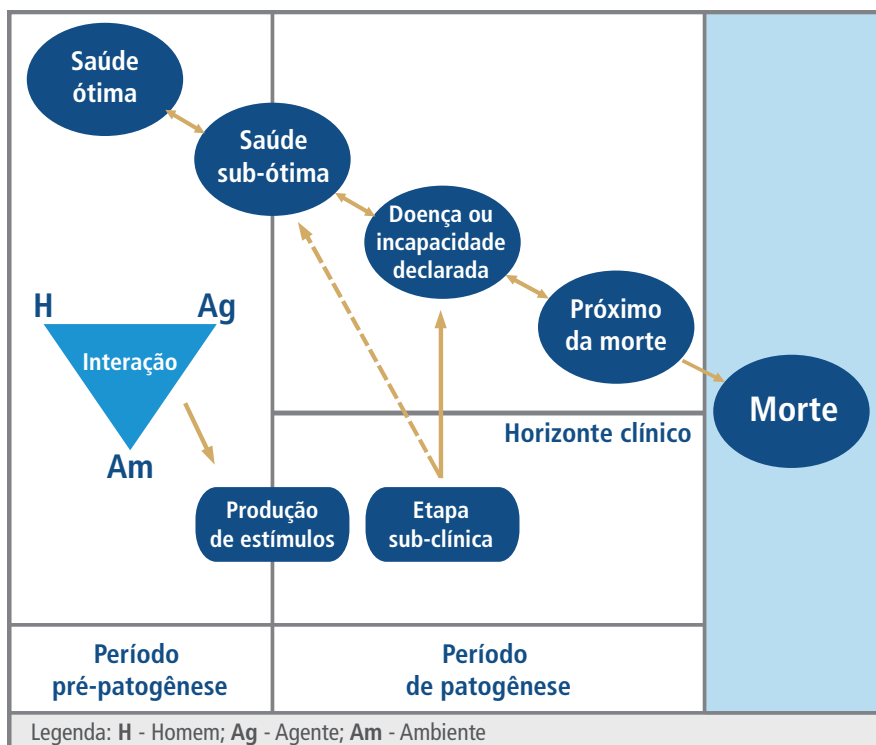 Saúde
ótima
Saúde
sub-ótima
Doença ou
incapacidade
declarada
Próximo
da morte
Morte
H
Ag
Interação
Am
Horizonte clínico
Produção
de estímulos
Etapa
sub-clínica
Período
pré-patogênese
Período
de patogênese
Legenda: H - Homem; Ag - Agente; Am - Ambiente